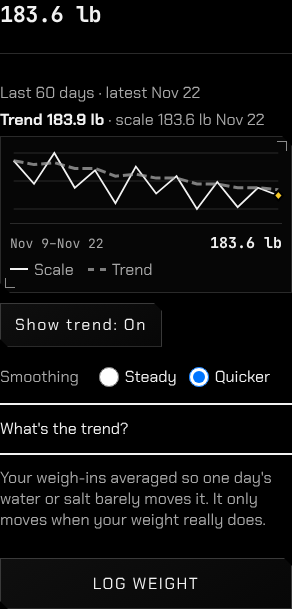 183.6 lb
Last 60 days · latest Nov 22
Trend 183.9 lb · scale 183.6 lb Nov 22
Nov 9–Nov 22
183.6 lb
Scale
Trend
Show trend: On
Smoothing
Steady
Quicker
What's the trend?
Your weigh-ins averaged so one day's
water or salt barely moves it. It only
moves when your weight really does.
LOG WEIGHT